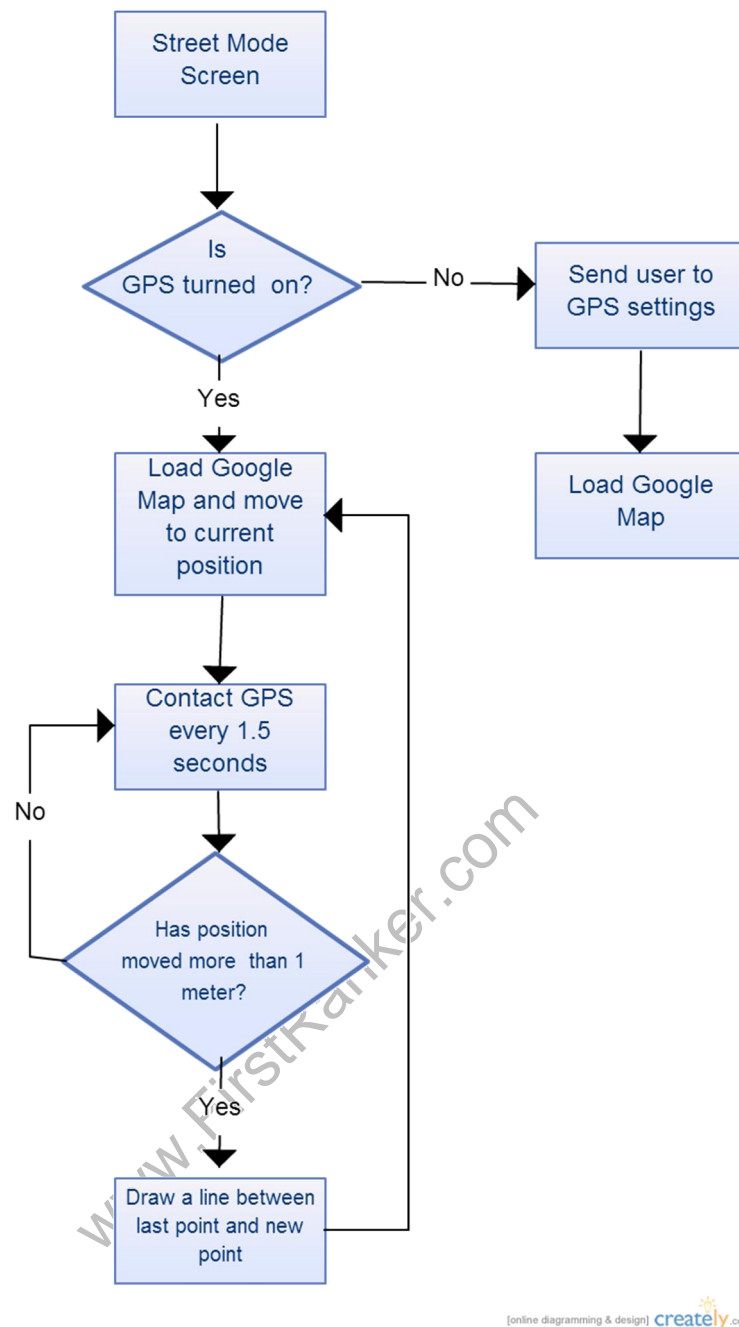 Street Mode
Screen
Is
GPS turned on?
No
Send user to
GPS settings
Yes
Load Google
Map and move
to current
position
Load Google
Map
Contact GPS
every 1.5
seconds
No
Has position
moved more than 1
meter?
Yes
Draw a line between
last point and new
point
www.FirstRanker.com
[online diagramming & design] creately.co